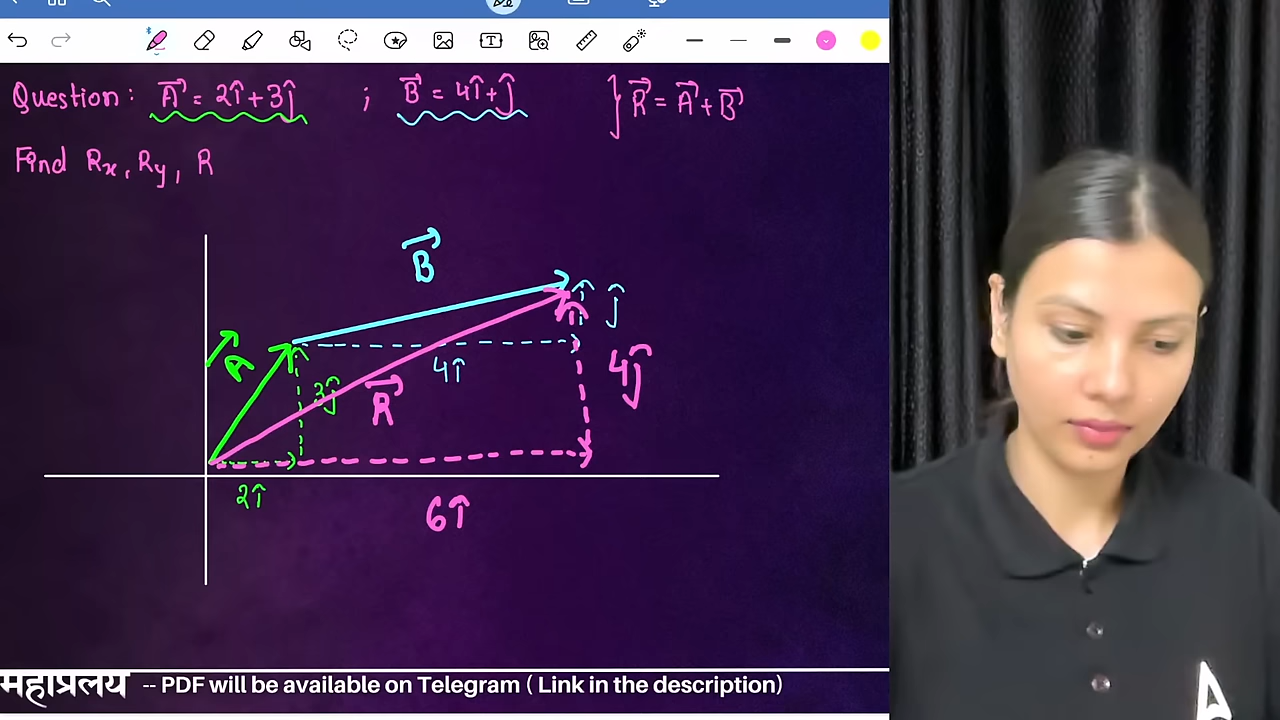 Question: A⃗ = 2î+3ĵ ; B⃗ = 4î+ĵ } R⃗ = A⃗+B⃗
Find Rx, Ry, R
B⃗
ĵ
A⃗
3ĵ
4î
4ĵ
R⃗
2î
6î
महाप्रलय -- PDF will be available on Telegram ( Link in the description)